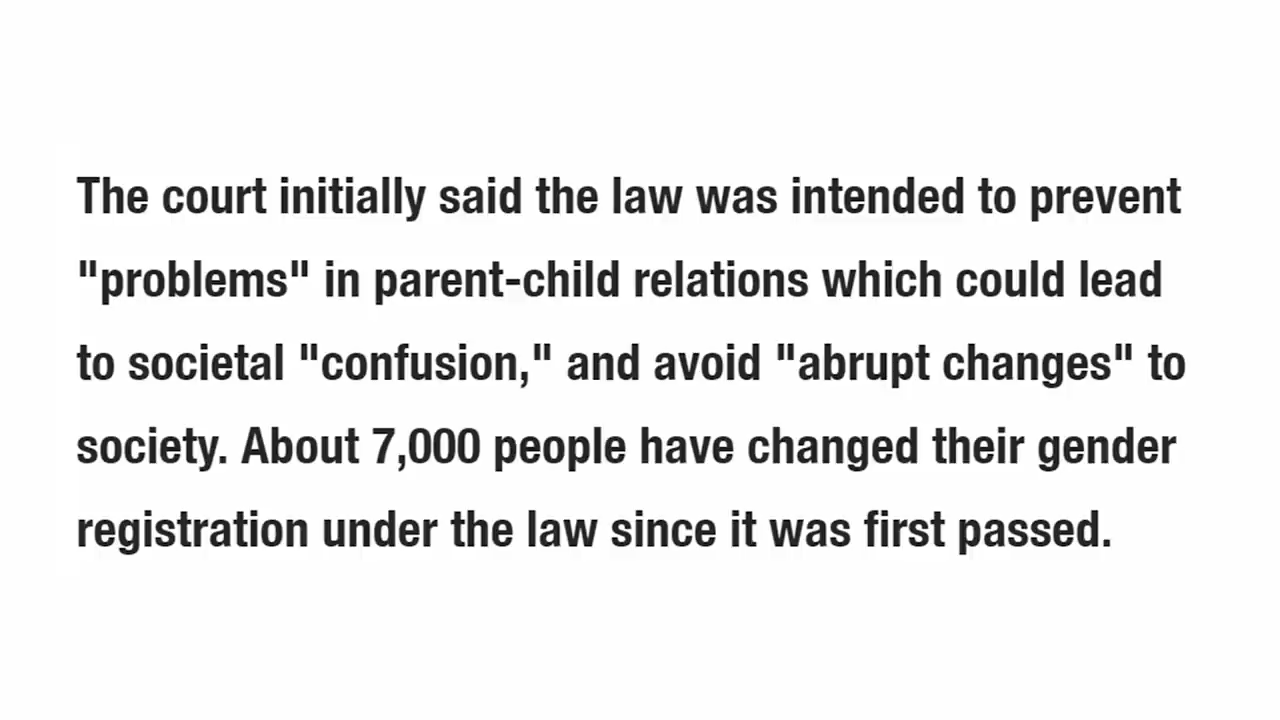 The court initially said the law was intended to prevent
"problems" in parent-child relations which could lead
to societal "confusion," and avoid "abrupt changes" to
society. About 7,000 people have changed their gender
registration under the law since it was first passed.